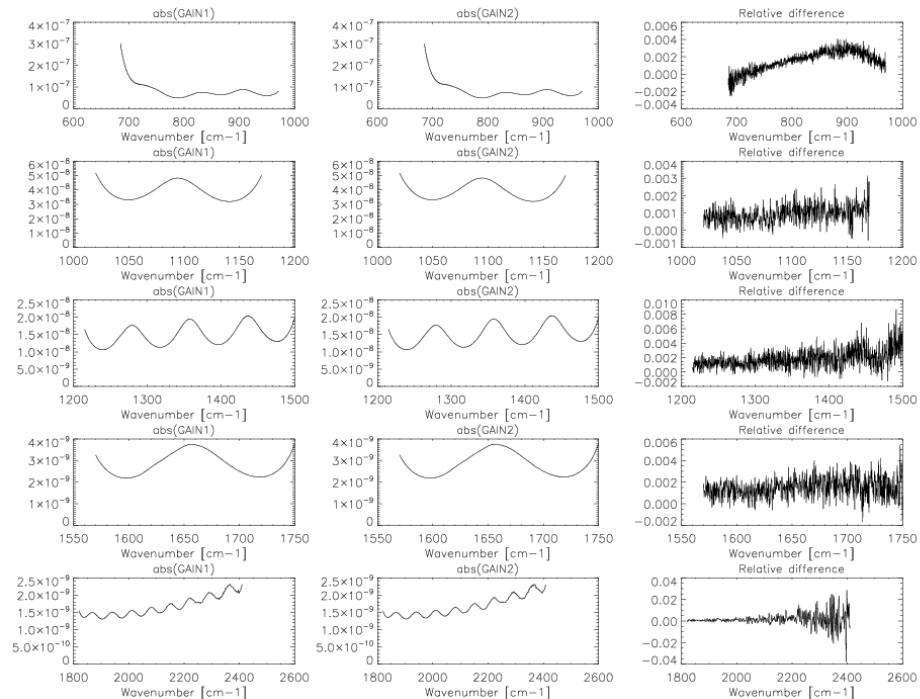 abs(GAIN1) abs(GAIN2) Relative difference
4×10⁻⁷ 4×10⁻⁷ 0.006
3×10⁻⁷ 3×10⁻⁷ 0.004
2×10⁻⁷ 2×10⁻⁷ 0.002
1×10⁻⁷ 1×10⁻⁷ 0.000
−0.002
0 0 −0.004
600 700 800 900 1000 600 700 800 900 1000 600 700 800 900 1000
Wavenumber [cm−1] Wavenumber [cm−1] Wavenumber [cm−1]
abs(GAIN1) abs(GAIN2) Relative difference
6×10⁻⁸ 6×10⁻⁸ 0.004
5×10⁻⁸ 5×10⁻⁸ 0.003
4×10⁻⁸ 4×10⁻⁸ 0.002
3×10⁻⁸ 3×10⁻⁸ 0.001
2×10⁻⁸ 2×10⁻⁸ 0.000
1×10⁻⁸ 1×10⁻⁸ −0.001
0 0
1000 1050 1100 1150 1200 1000 1050 1100 1150 1200 1000 1050 1100 1150 1200
Wavenumber [cm−1] Wavenumber [cm−1] Wavenumber [cm−1]
abs(GAIN1) abs(GAIN2) Relative difference
2.5×10⁻⁸ 2.5×10⁻⁸ 0.010
2.0×10⁻⁸ 2.0×10⁻⁸ 0.008
1.5×10⁻⁸ 1.5×10⁻⁸ 0.006
1.0×10⁻⁸ 1.0×10⁻⁸ 0.004
5.0×10⁻⁹ 5.0×10⁻⁹ 0.002
0.000
0 0 −0.002
1200 1300 1400 1500 1200 1300 1400 1500 1200 1300 1400 1500
Wavenumber [cm−1] Wavenumber [cm−1] Wavenumber [cm−1]
abs(GAIN1) abs(GAIN2) Relative difference
4×10⁻⁹ 4×10⁻⁹ 0.006
3×10⁻⁹ 3×10⁻⁹ 0.004
2×10⁻⁹ 2×10⁻⁹ 0.002
1×10⁻⁹ 1×10⁻⁹ 0.000
0 0 −0.002
1550 1600 1650 1700 1750 1550 1600 1650 1700 1750 1550 1600 1650 1700 1750
Wavenumber [cm−1] Wavenumber [cm−1] Wavenumber [cm−1]
abs(GAIN1) abs(GAIN2) Relative difference
2.5×10⁻⁹ 2.5×10⁻⁹ 0.04
2.0×10⁻⁹ 2.0×10⁻⁹ 0.02
1.5×10⁻⁹ 1.5×10⁻⁹ 0.00
1.0×10⁻⁹ 1.0×10⁻⁹ −0.02
5.0×10⁻¹⁰ 5.0×10⁻¹⁰
0 0 −0.04
1800 2000 2200 2400 2600 1800 2000 2200 2400 2600 1800 2000 2200 2400 2600
Wavenumber [cm−1] Wavenumber [cm−1] Wavenumber [cm−1]